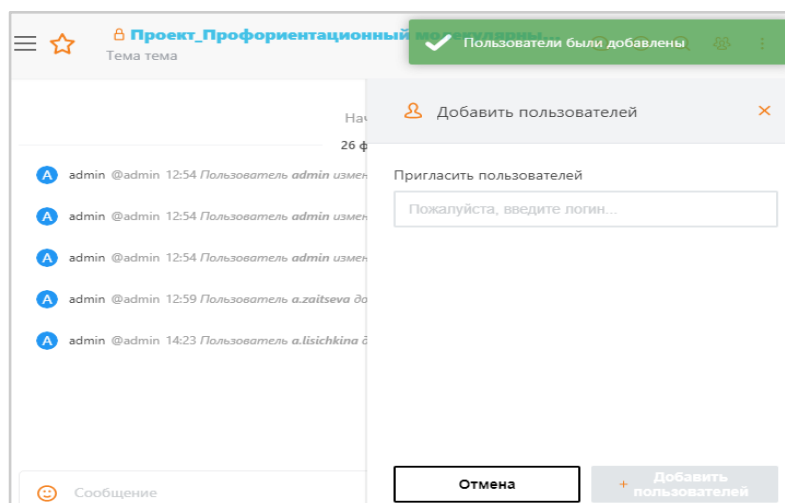 Проект_Профориентационный молекулярны...
Тема тема
Пользователи были добавлены
Добавить пользователей
26 ф
A admin @admin 12:54 Пользователь admin измен
A admin @admin 12:54 Пользователь admin измен
A admin @admin 12:54 Пользователь admin измен
A admin @admin 12:59 Пользователь a.zaitseva до
A admin @admin 14:23 Пользователь a.lisichkina д
Пригласить пользователей
Пожалуйста, введите логин...
Сообщение
Отмена
+ Добавить
пользователей